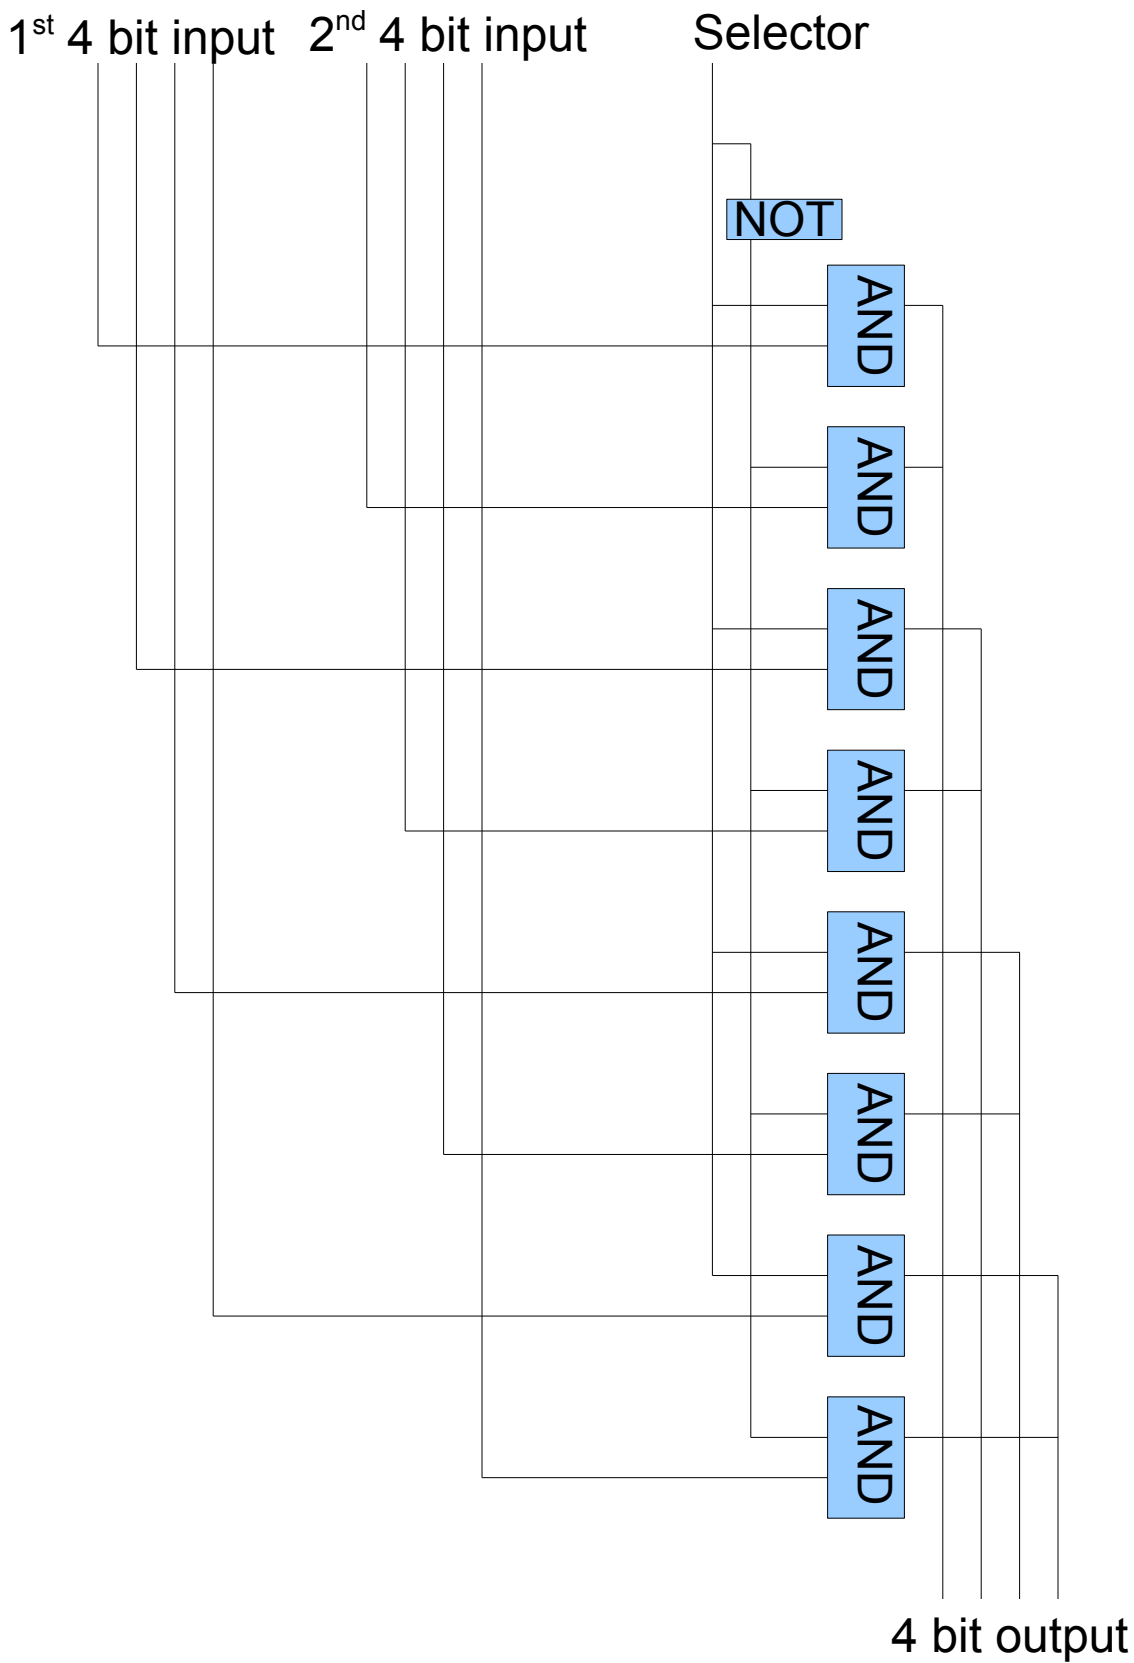 1st 4 bit input
2nd 4 bit input
Selector
NOT
AND
AND
AND
AND
AND
AND
AND
AND
4 bit output